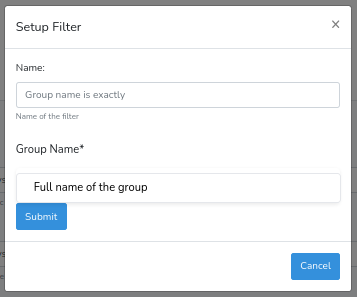 Setup Filter
×
Name:
Group name is exactly
Name of the filter
Group Name*
Full name of the group
Submit
Cancel